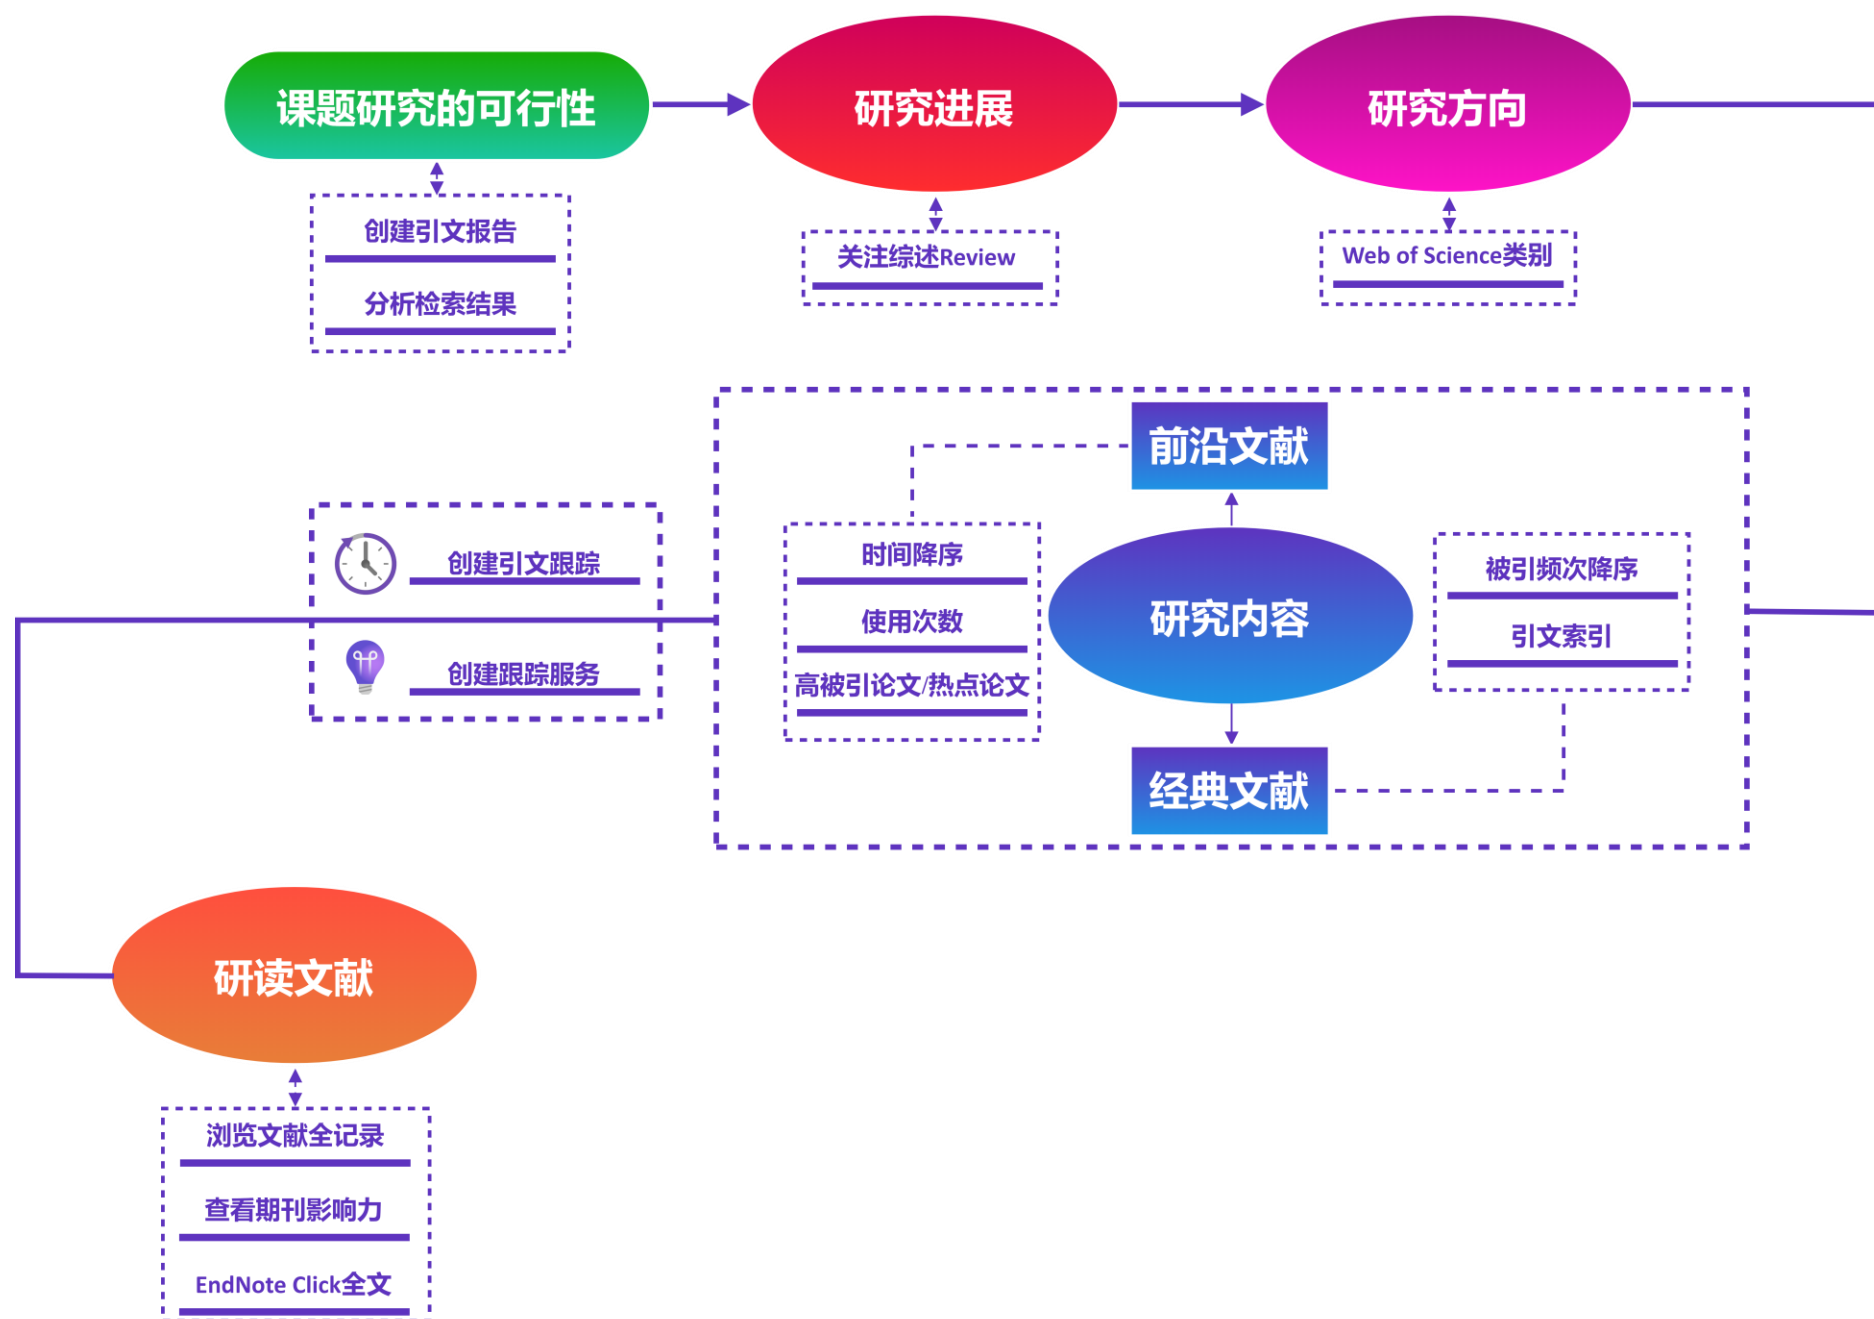 课题研究的可行性
研究进展
研究方向
创建引文报告
分析检索结果
关注综述Review
Web of Science类别
前沿文献
时间降序
使用次数
高被引论文/热点论文
研究内容
被引频次降序
引文索引
经典文献
创建引文跟踪
创建跟踪服务
研读文献
浏览文献全记录
查看期刊影响力
EndNote Click全文